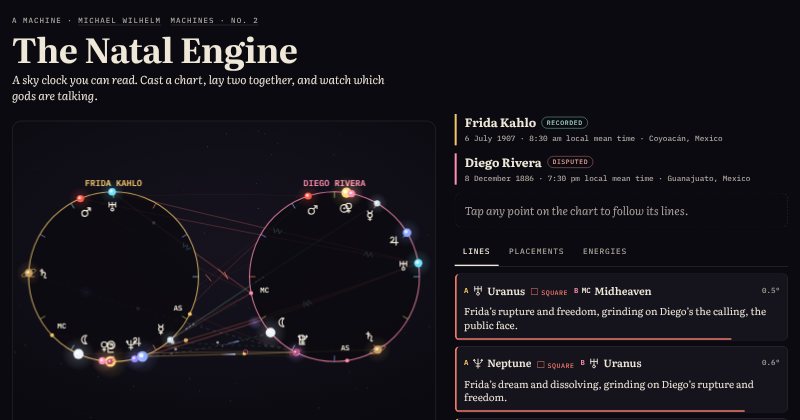 A MACHINE · MICHAEL WILHELM MACHINES · NO. 2
The Natal Engine
A sky clock you can read. Cast a chart, lay two together, and watch which
gods are talking.
FRIDA KAHLO
DIEGO RIVERA
MC
AS
MC
AS
Frida Kahlo RECORDED
6 July 1907 · 8:30 am local mean time · Coyoacán, Mexico
Diego Rivera DISPUTED
8 December 1886 · 7:30 pm local mean time · Guanajuato, Mexico
Tap any point on the chart to follow its lines.
LINES PLACEMENTS ENERGIES
A ♅ Uranus □ SQUARE B MC Midheaven 0.5°
Frida's rupture and freedom, grinding on Diego's the calling, the
public face.
A ♆ Neptune □ SQUARE B ♅ Uranus 0.6°
Frida's dream and dissolving, grinding on Diego's rupture and
freedom.